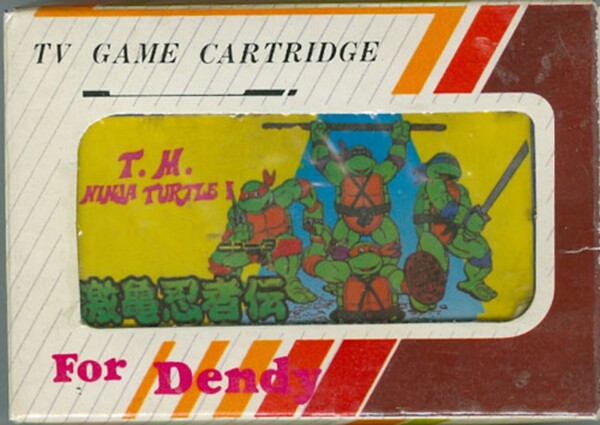 TV GAME CARTRIDGE
T. M.
NINJA TURTLE I
激亀忍者伝
For Dendy